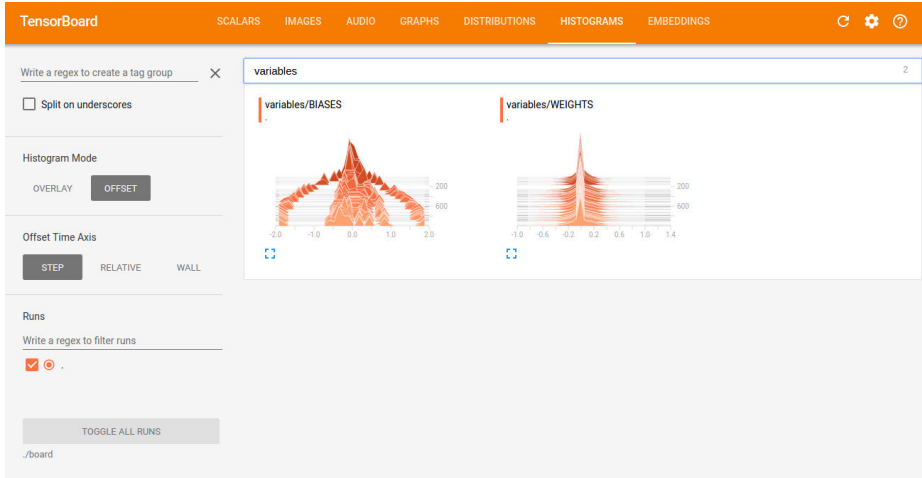 TensorBoard SCALARS IMAGES AUDIO GRAPHS DISTRIBUTIONS HISTOGRAMS EMBEDDINGS
Write a regex to create a tag group
Split on underscores
Histogram Mode
OVERLAY OFFSET
Offset Time Axis
STEP RELATIVE WALL
Runs
Write a regex to filter runs
.
TOGGLE ALL RUNS
./board
variables 2
variables/BIASES
.
200
600
-2.0 -1.0 0.0 1.0 2.0
variables/WEIGHTS
.
200
600
-1.0 -0.6 -0.2 0.2 0.6 1.0 1.4